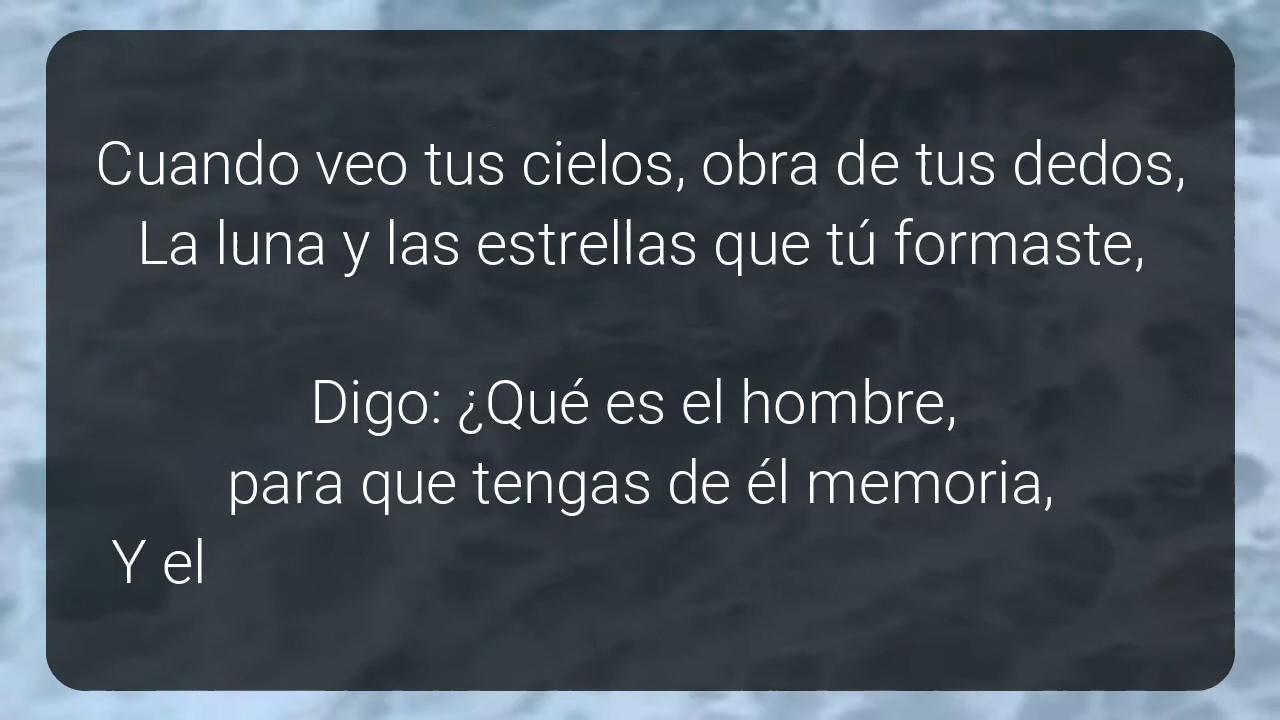 Cuando veo tus cielos, obra de tus dedos,
La luna y las estrellas que tú formaste,
Digo: ¿Qué es el hombre,
para que tengas de él memoria,
Y el